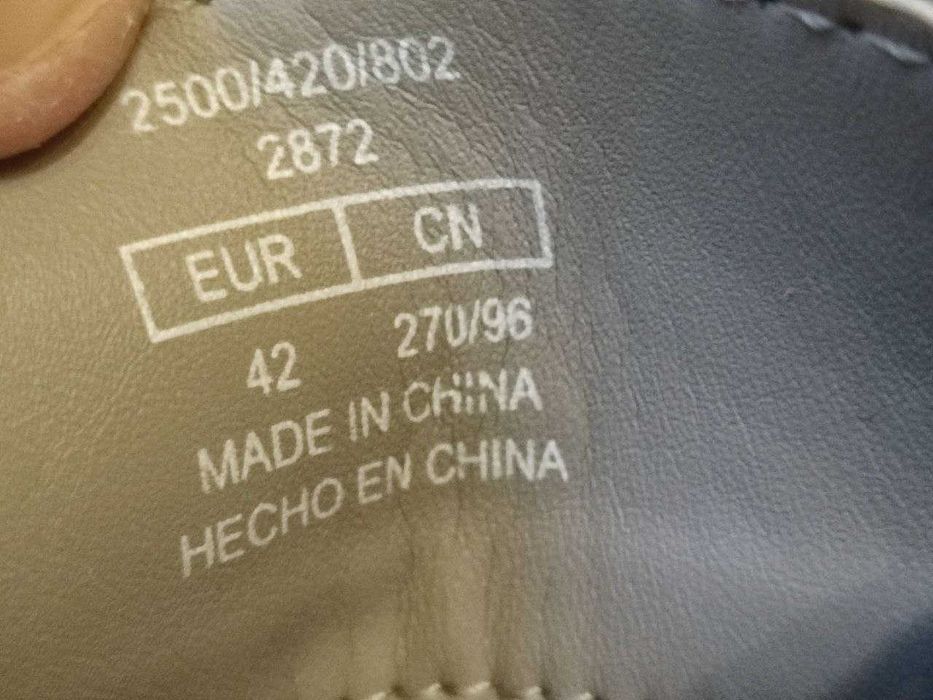 2500/420/802
2872
EUR CN
42 270/96
MADE IN CHINA
HECHO EN CHINA